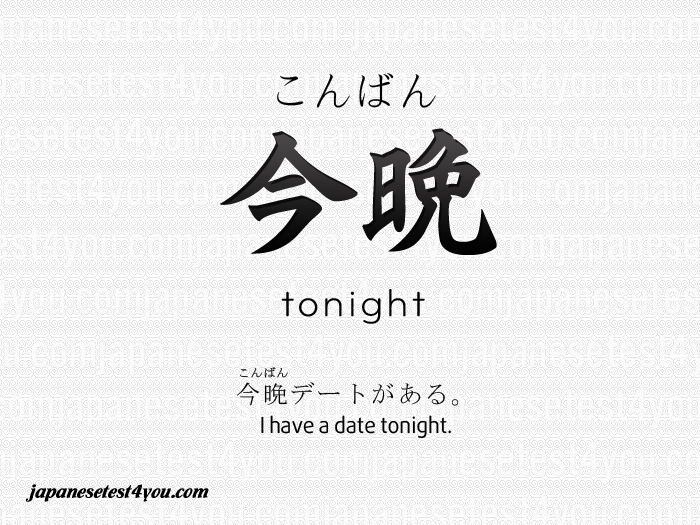 こんばん
今晩
tonight
こんばん
今晩デートがある。
I have a date tonight.
japanesetest4you.com